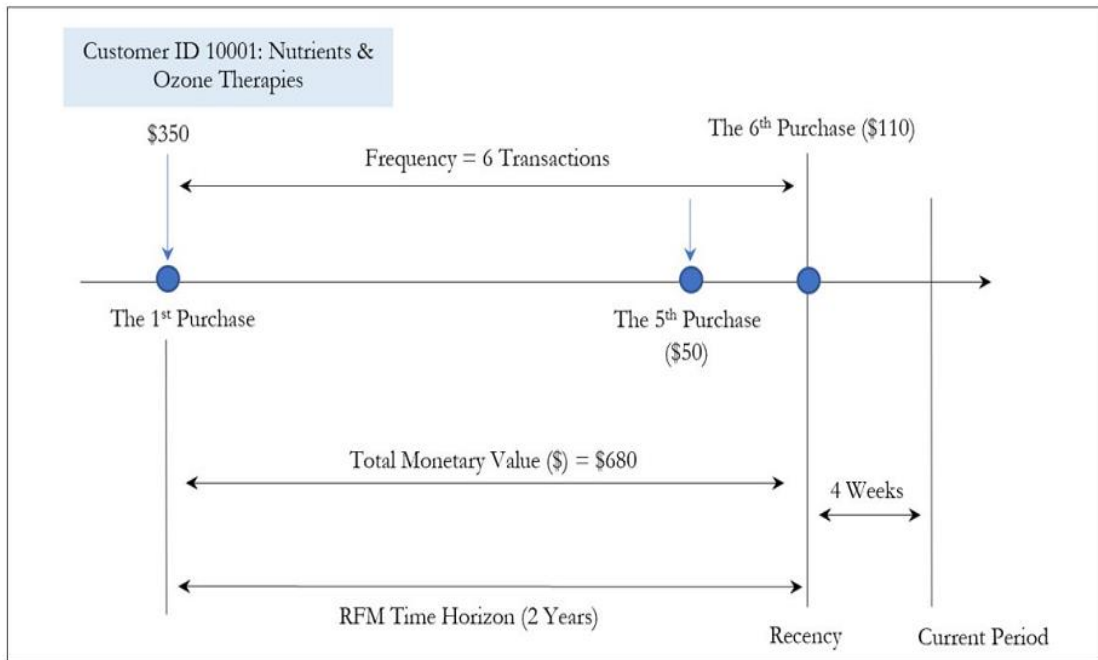 Customer ID 10001: Nutrients &
Ozone Therapies
$350
The 6th Purchase ($110)
Frequency = 6 Transactions
The 1st Purchase
The 5th Purchase
($50)
Total Monetary Value ($) = $680
4 Weeks
RFM Time Horizon (2 Years)
Recency
Current Period